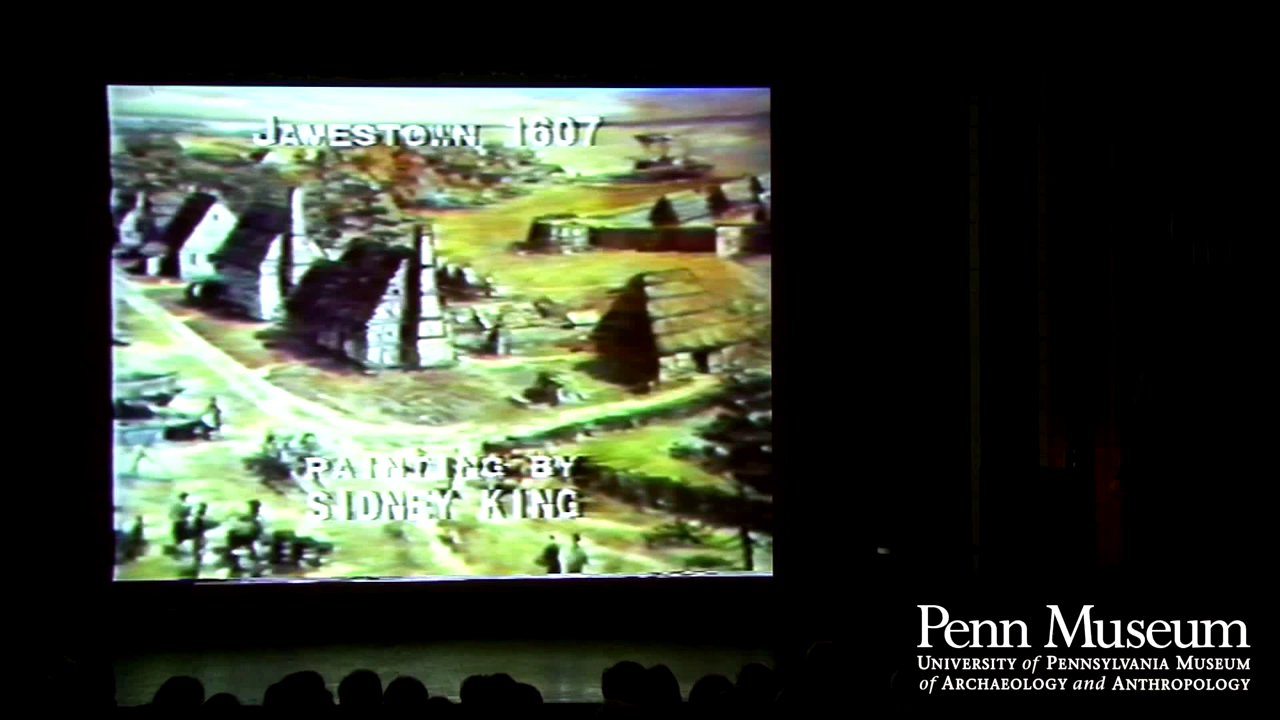 JAMESTOWN 1607
PAINTING BY
SIDNEY KING
Penn Museum
UNIVERSITY of PENNSYLVANIA MUSEUM
of ARCHAEOLOGY and ANTHROPOLOGY